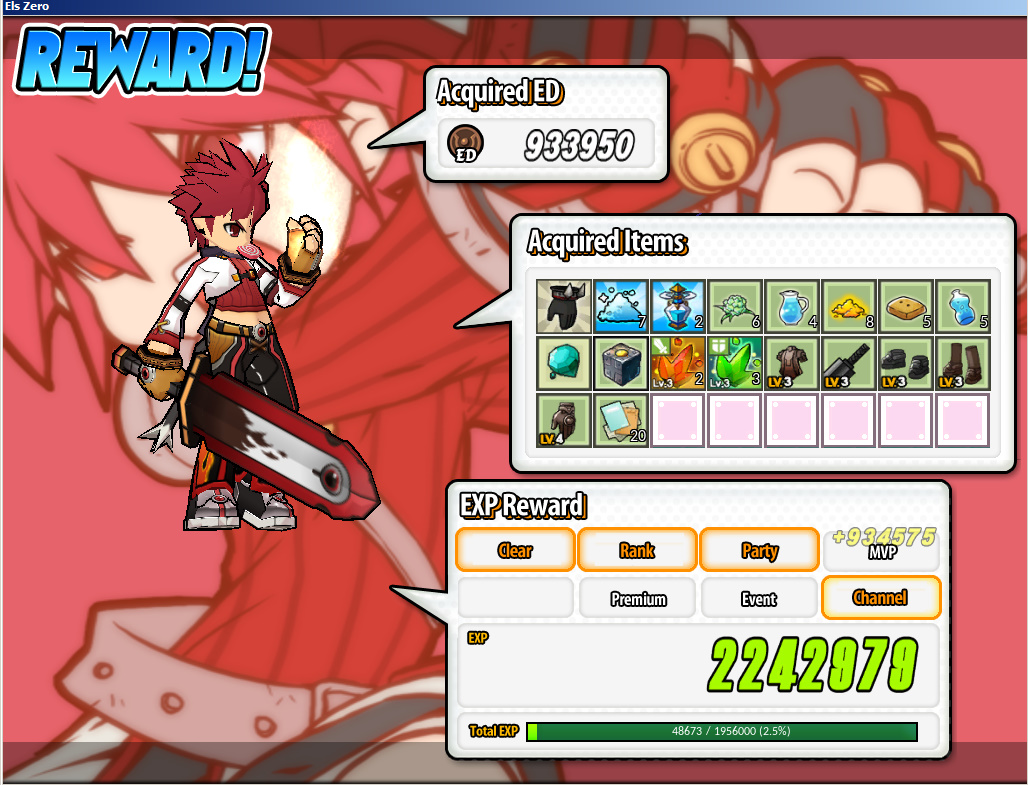 Els Zero
REWARD!
Acquired ED
ED 933950
Acquired Items
7 2 6 4 8 5 5
LV.3 2 LV.3 3 LV.3 LV.3 LV.3 LV.3
LV.4 20
EXP Reward
+934575
Clear Rank Party MVP
Premium Event Channel
EXP
2242979
Total EXP 48673 / 1956000 (2.5%)